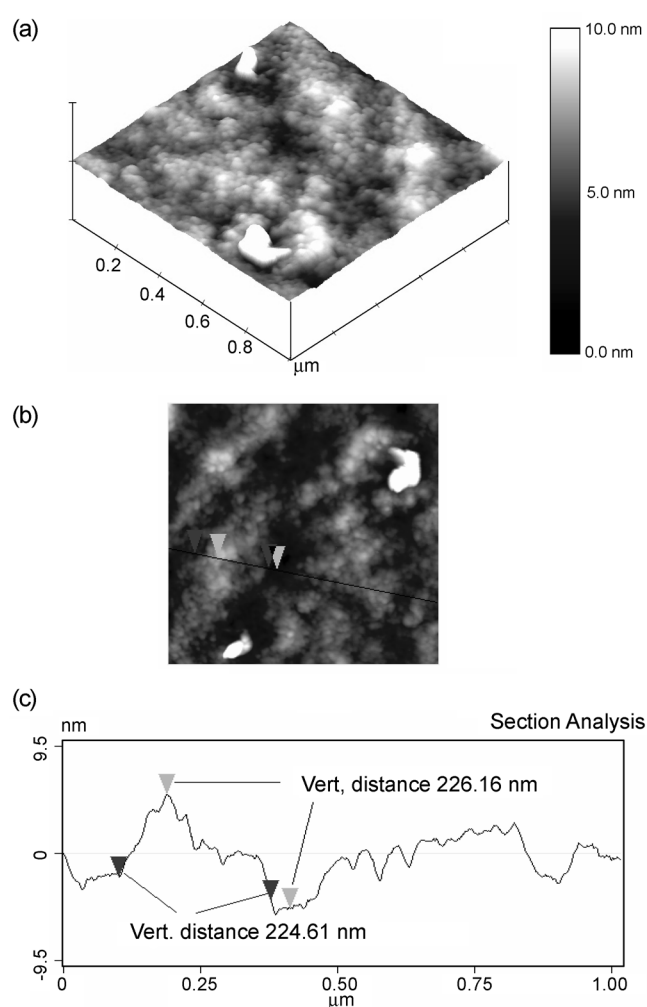 (a)
10.0 nm
5.0 nm
0.0 nm
0.2
0.4
0.6
0.8
μm
(b)
(c)
nm
Section Analysis
9.5
Vert, distance 226.16 nm
0
Vert. distance 224.61 nm
-9.5
0 0.25 0.50 0.75 1.00
μm